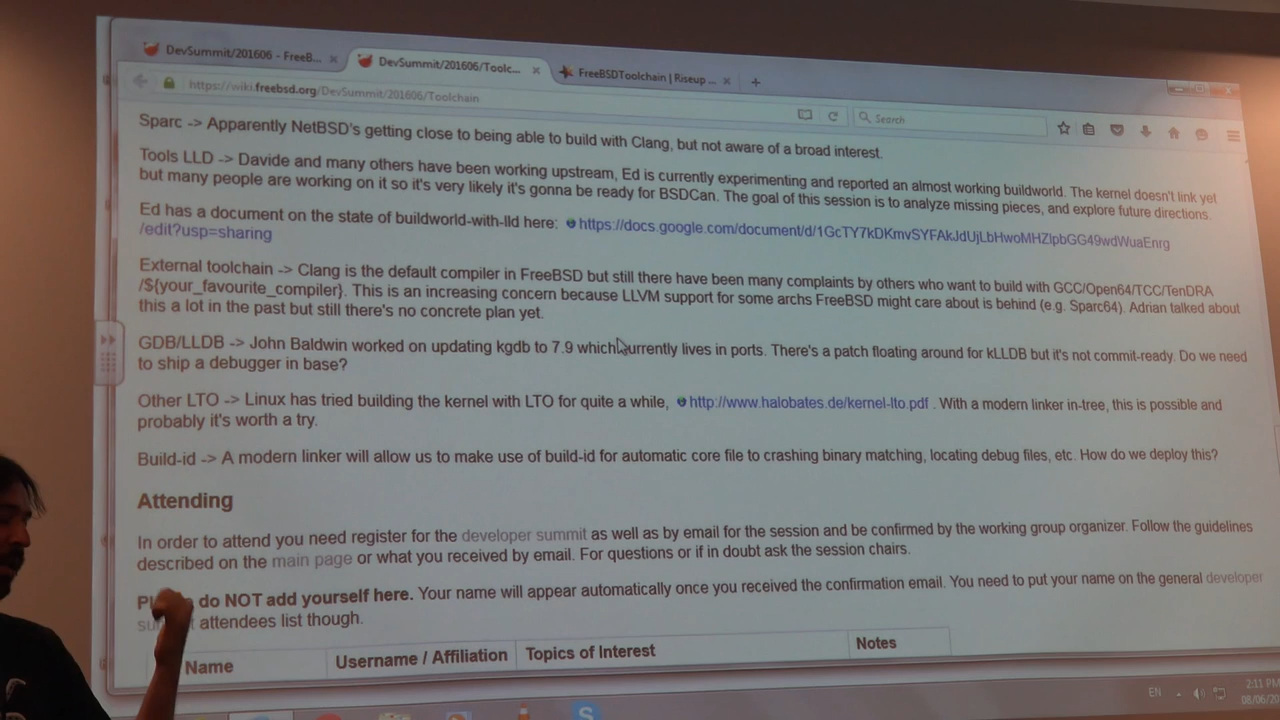 DevSummit/201606 - FreeB... × DevSummit/201606/Toolc... × FreeBSDToolchain | Riseup ... × +
https://wiki.freebsd.org/DevSummit/201606/Toolchain Search
Sparc -> Apparently NetBSD's getting close to being able to build with Clang, but not aware of a broad interest.
Tools LLD -> Davide and many others have been working upstream, Ed is currently experimenting and reported an almost working buildworld. The kernel doesn't link yet
but many people are working on it so it's very likely it's gonna be ready for BSDCan. The goal of this session is to analyze missing pieces, and explore future directions.
Ed has a document on the state of buildworld-with-lld here: https://docs.google.com/document/d/1GcTY7kDKmvSYFAkJdUjLbHwoMHZlpbGG49wdWuaEnrg
/edit?usp=sharing
External toolchain -> Clang is the default compiler in FreeBSD but still there have been many complaints by others who want to build with GCC/Open64/TCC/TenDRA
/${your_favourite_compiler}. This is an increasing concern because LLVM support for some archs FreeBSD might care about is behind (e.g. Sparc64). Adrian talked about
this a lot in the past but still there's no concrete plan yet.
GDB/LLDB -> John Baldwin worked on updating kgdb to 7.9 which currently lives in ports. There's a patch floating around for kLLDB but it's not commit-ready. Do we need
to ship a debugger in base?
Other LTO -> Linux has tried building the kernel with LTO for quite a while, http://www.halobates.de/kernel-lto.pdf . With a modern linker in-tree, this is possible and
probably it's worth a try.
Build-id -> A modern linker will allow us to make use of build-id for automatic core file to crashing binary matching, locating debug files, etc. How do we deploy this?
Attending
In order to attend you need register for the developer summit as well as by email for the session and be confirmed by the working group organizer. Follow the guidelines
described on the main page or what you received by email. For questions or if in doubt ask the session chairs.
do NOT add yourself here. Your name will appear automatically once you received the confirmation email. You need to put your name on the general developer
attendees list though.
Name Username / Affiliation Topics of Interest Notes
EN 2:11 PM
08/06/20